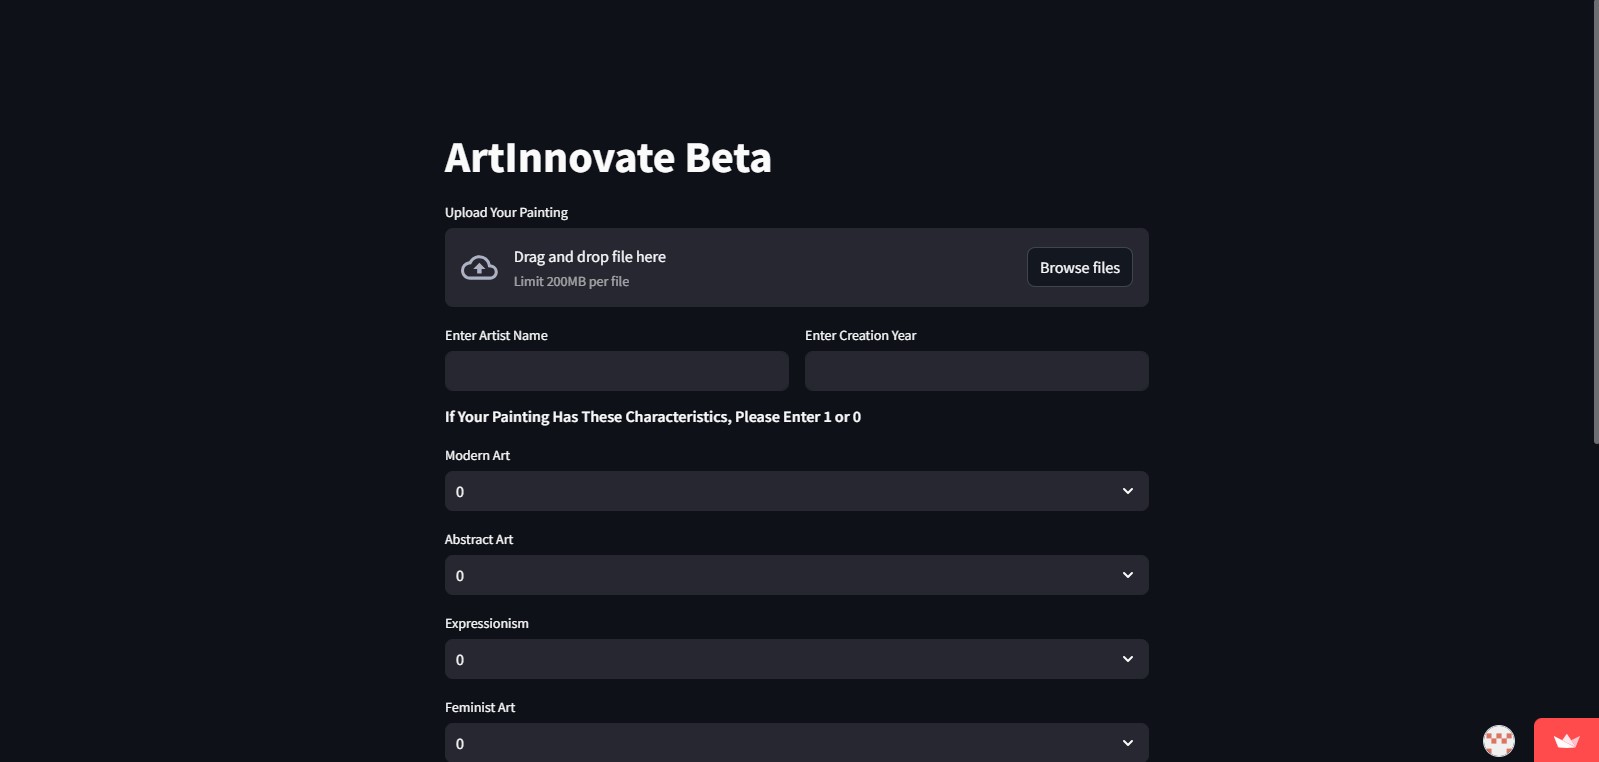 ArtInnovate Beta
Upload Your Painting
Drag and drop file here
Limit 200MB per file
Browse files
Enter Artist Name
Enter Creation Year
If Your Painting Has These Characteristics, Please Enter 1 or 0
Modern Art
0
Abstract Art
0
Expressionism
0
Feminist Art
0